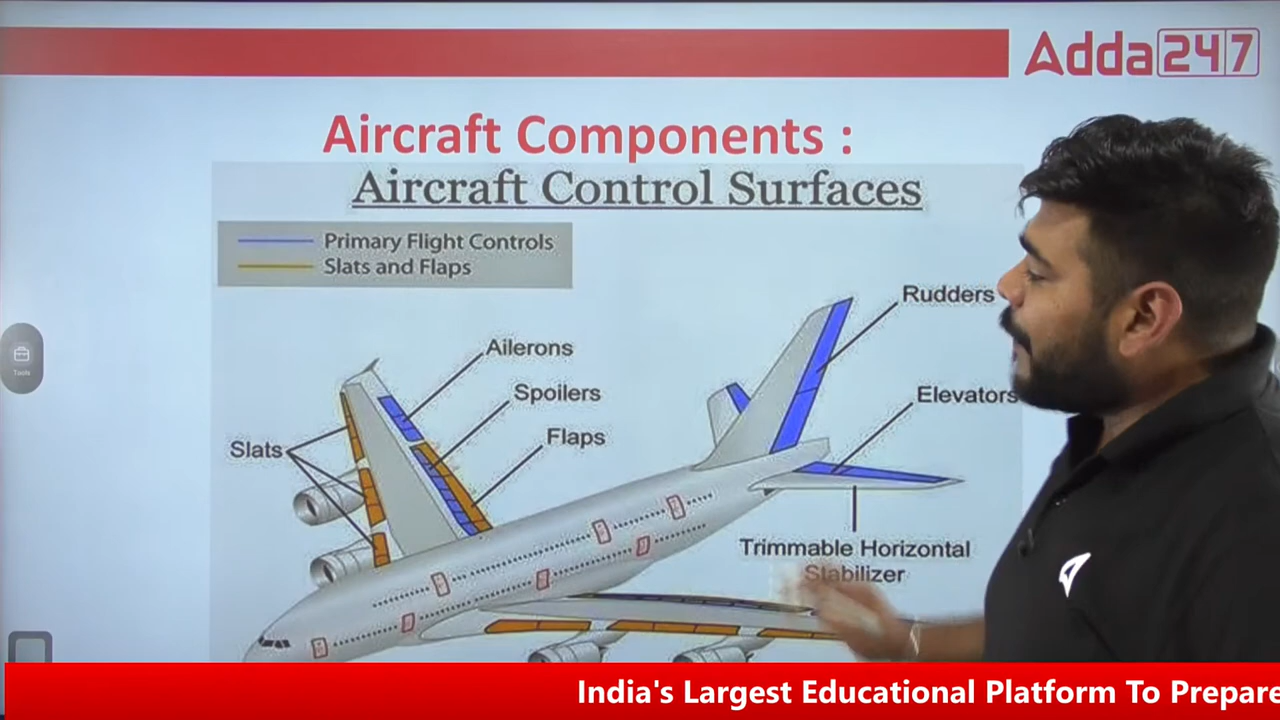 Adda247
Aircraft Components :
Aircraft Control Surfaces
Primary Flight Controls
Slats and Flaps
Rudders
Ailerons
Elevators
Spoilers
Flaps
Slats
Trimmable Horizontal
Stabilizer
Tools
India's Largest Educational Platform To Prepare